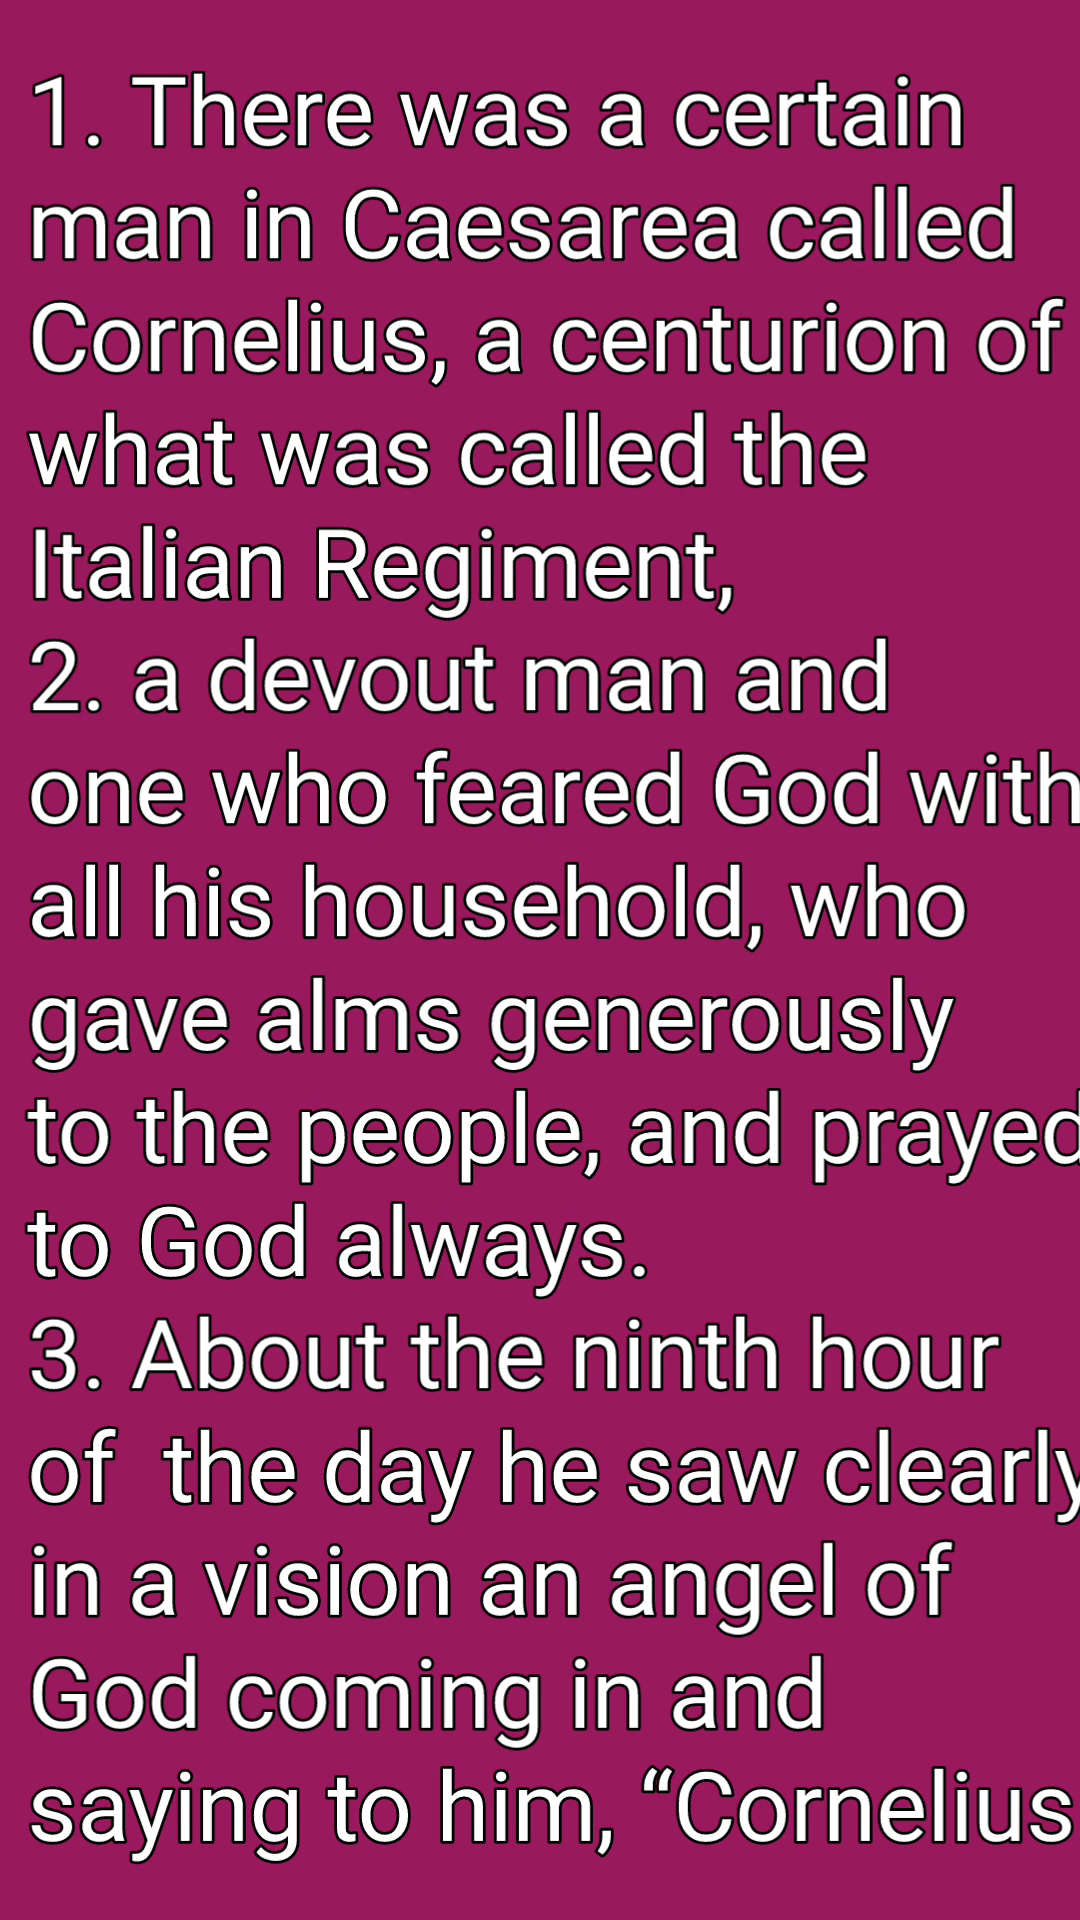 1. There was a certain
man in Caesarea called
Cornelius, a centurion of
what was called the
Italian Regiment,
2. a devout man and
one who feared God with
all his household, who
gave alms generously
to the people, and prayed
to God always.
3. About the ninth hour
of  the day he saw clearly
in a vision an angel of
God coming in and
saying to him, “Cornelius